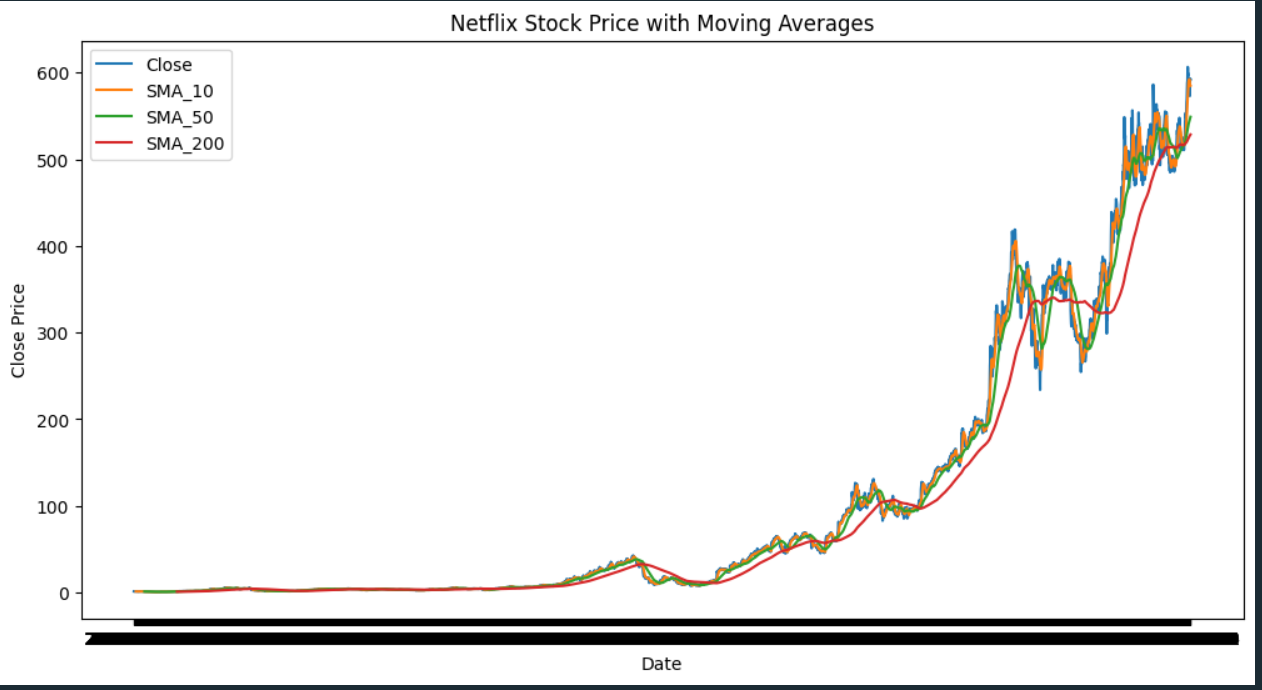 Netflix Stock Price with Moving Averages
Close
SMA_10
SMA_50
SMA_200
600
500
400
300
200
100
0
Close Price
Date